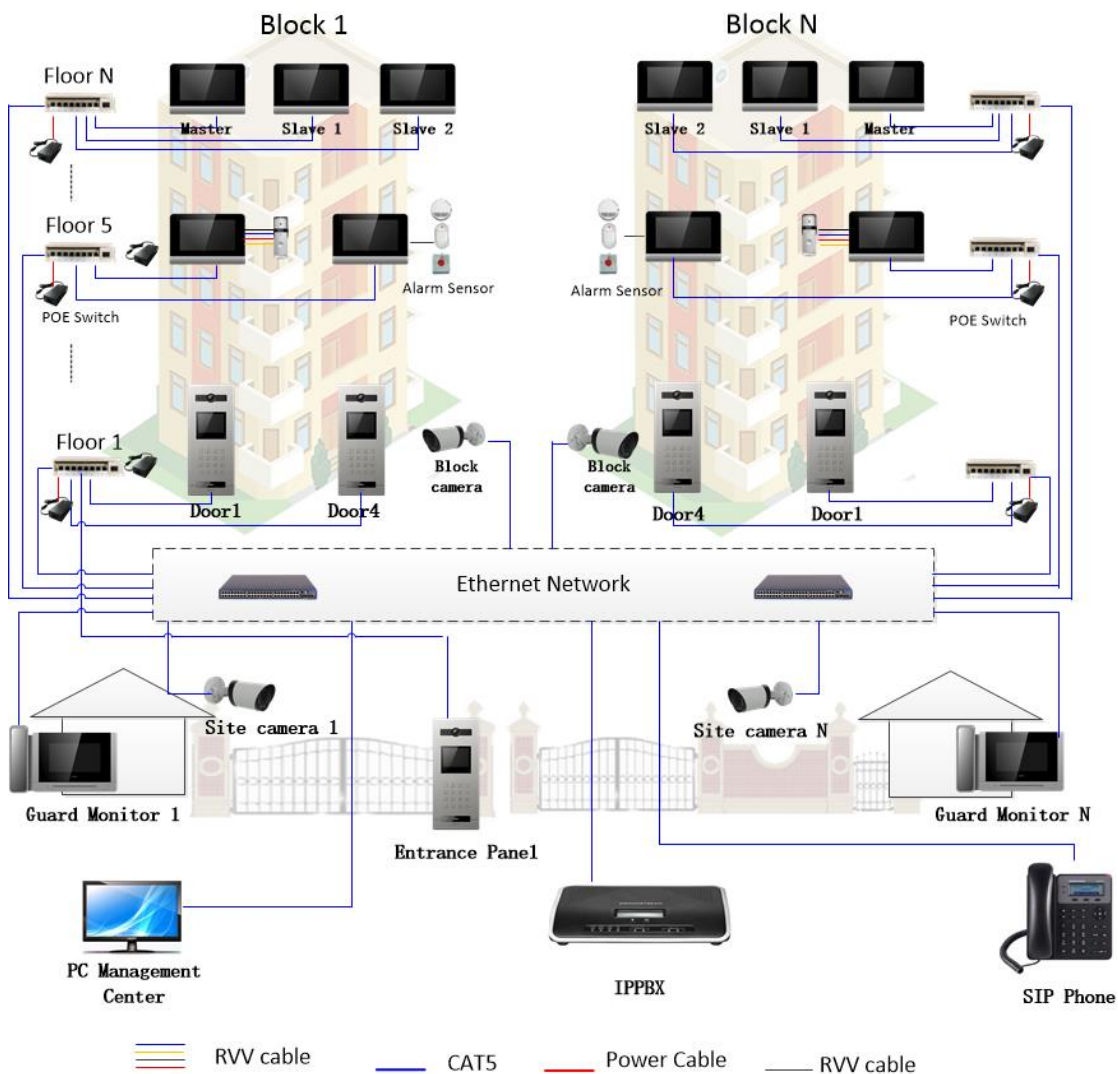 Block 1
Block N
Floor N
Master
Slave 1
Slave 2
Slave 2
Slave 1
Master
Floor 5
POE Switch
Alarm Sensor
Alarm Sensor
POE Switch
Floor 1
Door1
Door4
Block
camera
Block
camera
Door4
Door1
Ethernet Network
Site camera 1
Site camera N
Guard Monitor 1
Entrance Panel
Guard Monitor N
PC Management
Center
IPPBX
SIP Phone
RVV cable
CAT5
Power Cable
RVV cable